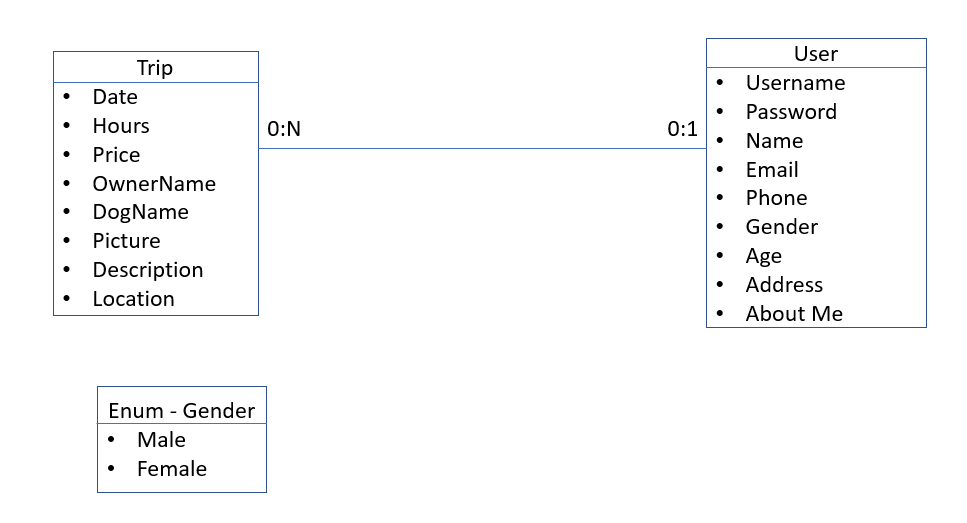 Trip
• Date
• Hours
• Price
• OwnerName
• DogName
• Picture
• Description
• Location
0:N
0:1
User
• Username
• Password
• Name
• Email
• Phone
• Gender
• Age
• Address
• About Me
Enum - Gender
• Male
• Female